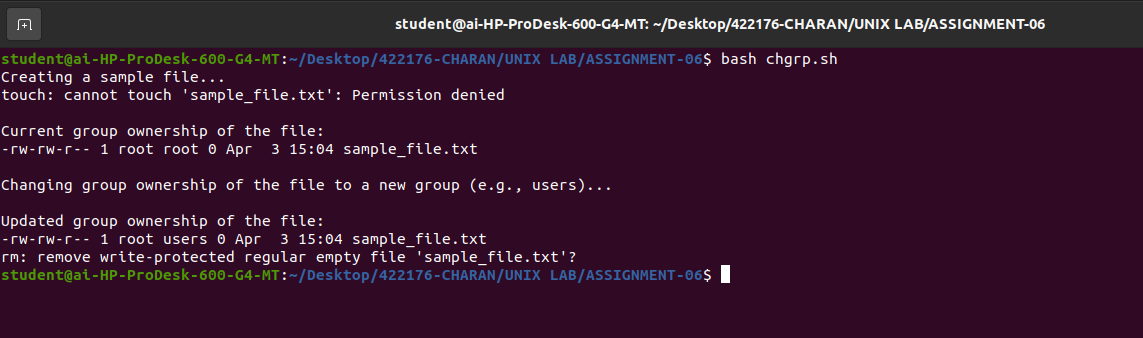 student@ai-HP-ProDesk-600-G4-MT: ~/Desktop/422176-CHARAN/UNIX LAB/ASSIGNMENT-06
student@ai-HP-ProDesk-600-G4-MT:~/Desktop/422176-CHARAN/UNIX LAB/ASSIGNMENT-06$ bash chgrp.sh
Creating a sample file...
touch: cannot touch 'sample_file.txt': Permission denied
Current group ownership of the file:
-rw-rw-r-- 1 root root 0 Apr  3 15:04 sample_file.txt
Changing group ownership of the file to a new group (e.g., users)...
Updated group ownership of the file:
-rw-rw-r-- 1 root users 0 Apr  3 15:04 sample_file.txt
rm: remove write-protected regular empty file 'sample_file.txt'?
student@ai-HP-ProDesk-600-G4-MT:~/Desktop/422176-CHARAN/UNIX LAB/ASSIGNMENT-06$